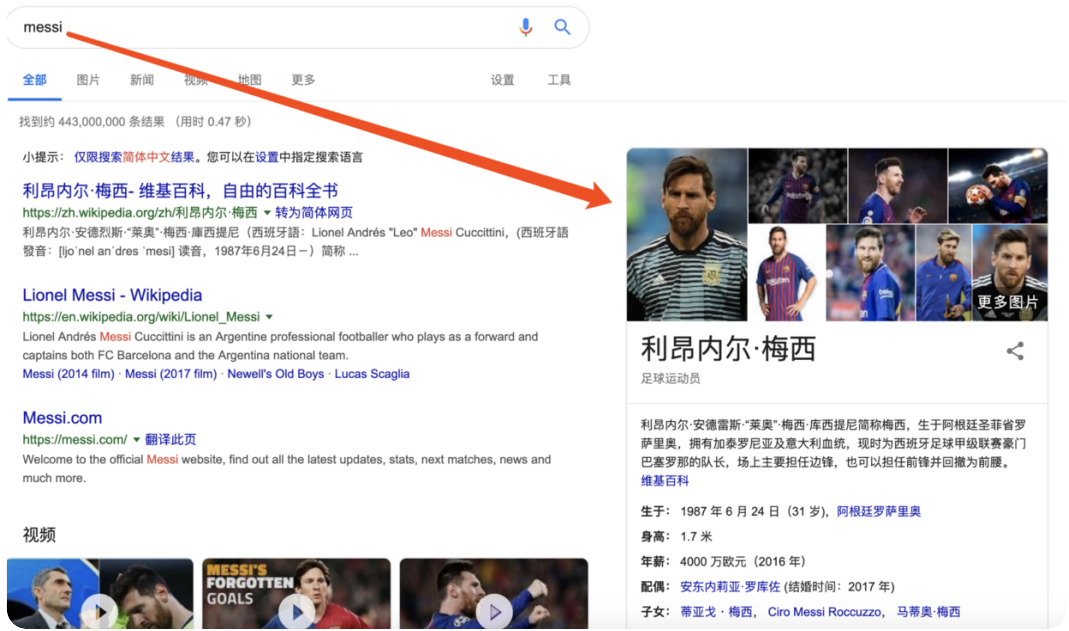 messi
全部 图片 新闻 视频 地图 更多 设置 工具
找到约 443,000,000 条结果 （用时 0.47 秒）
小提示： 仅限搜索简体中文结果。您可以在设置中指定搜索语言
利昂内尔·梅西- 维基百科，自由的百科全书
https://zh.wikipedia.org/zh/利昂内尔·梅西 转为简体网页
利昂内尔·安德烈斯·“莱奥”·梅西·庫西提尼（西班牙語：Lionel Andrés "Leo" Messi Cuccittini，(西班牙語
發音：[ljoˈnel anˈdres ˈmesi] 读音，1987年6月24日－）简称 ...
Lionel Messi - Wikipedia
https://en.wikipedia.org/wiki/Lionel_Messi
Lionel Andrés Messi Cuccittini is an Argentine professional footballer who plays as a forward and
captains both FC Barcelona and the Argentina national team.
Messi (2014 film) · Messi (2017 film) · Newell's Old Boys · Lucas Scaglia
Messi.com
https://messi.com/ 翻译此页
Welcome to the official Messi website, find out all the latest updates, stats, next matches, news and
much more.
视频
MESSI'S
FORGOTTEN
GOALS
更多图片
利昂内尔·梅西
足球运动员
利昂内尔·安德雷斯·“莱奥”·梅西·库西提尼简称梅西，生于阿根廷圣菲省罗
萨里奥，拥有加泰罗尼亚及意大利血统，现时为西班牙足球甲级联赛豪门
巴塞罗那的队长，场上主要担任边锋，也可以担任前锋并回撤为前腰。
维基百科
生于： 1987 年 6 月 24 日（31 岁），阿根廷罗萨里奥
身高： 1.7 米
年薪： 4000 万欧元（2016 年）
配偶： 安东内莉亚·罗库佐 (结婚时间：2017 年)
子女： 蒂亚戈・梅西， Ciro Messi Roccuzzo， 马蒂奥·梅西